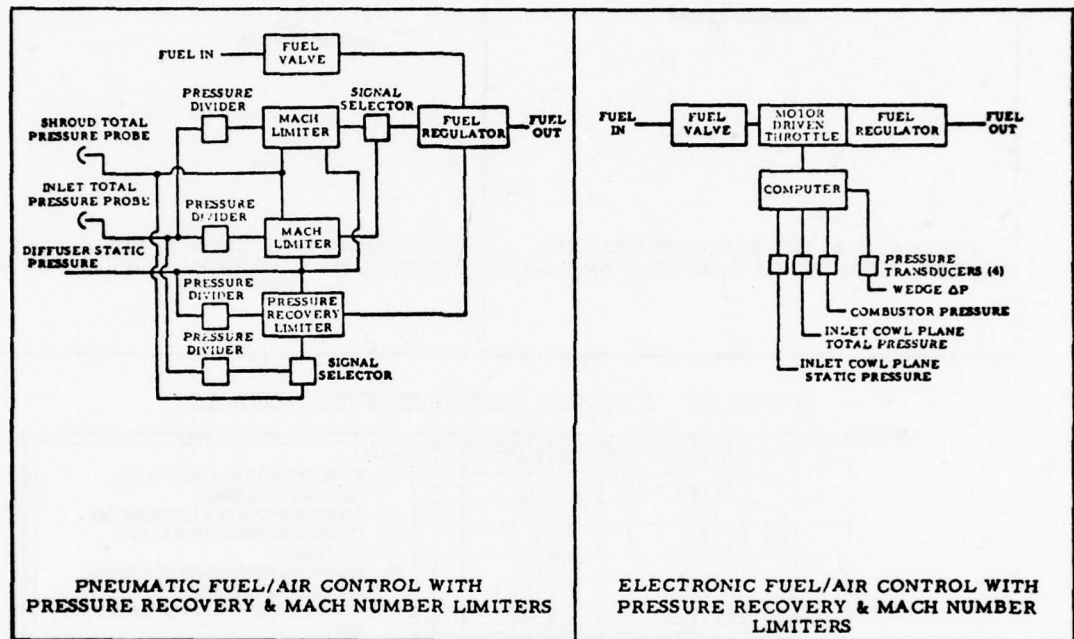 FUEL IN
FUEL
VALVE
PRESSURE
DIVIDER
SIGNAL
SELECTOR
SHROUD TOTAL
PRESSURE PROBE
MACH
LIMITER
FUEL
REGULATOR
FUEL
OUT
INLET TOTAL
PRESSURE PROBE
PRESSURE
DIVIDER
MACH
LIMITER
DIFFUSER STATIC
PRESSURE
PRESSURE
DIVIDER
PRESSURE
RECOVERY
LIMITER
PRESSURE
DIVIDER
SIGNAL
SELECTOR
PNEUMATIC FUEL/AIR CONTROL WITH
PRESSURE RECOVERY & MACH NUMBER LIMITERS
FUEL
IN
FUEL VALVE
MOTOR
DRIVEN
THROTTLE
FUEL
REGULATOR
FUEL
OUT
COMPUTER
PRESSURE
TRANSDUCERS (4)
WEDGE ΔP
COMBUSTOR PRESSURE
INLET COWL PLANE
TOTAL PRESSURE
INLET COWL PLANE
STATIC PRESSURE
ELECTRONIC FUEL/AIR CONTROL WITH
PRESSURE RECOVERY & MACH NUMBER
LIMITERS